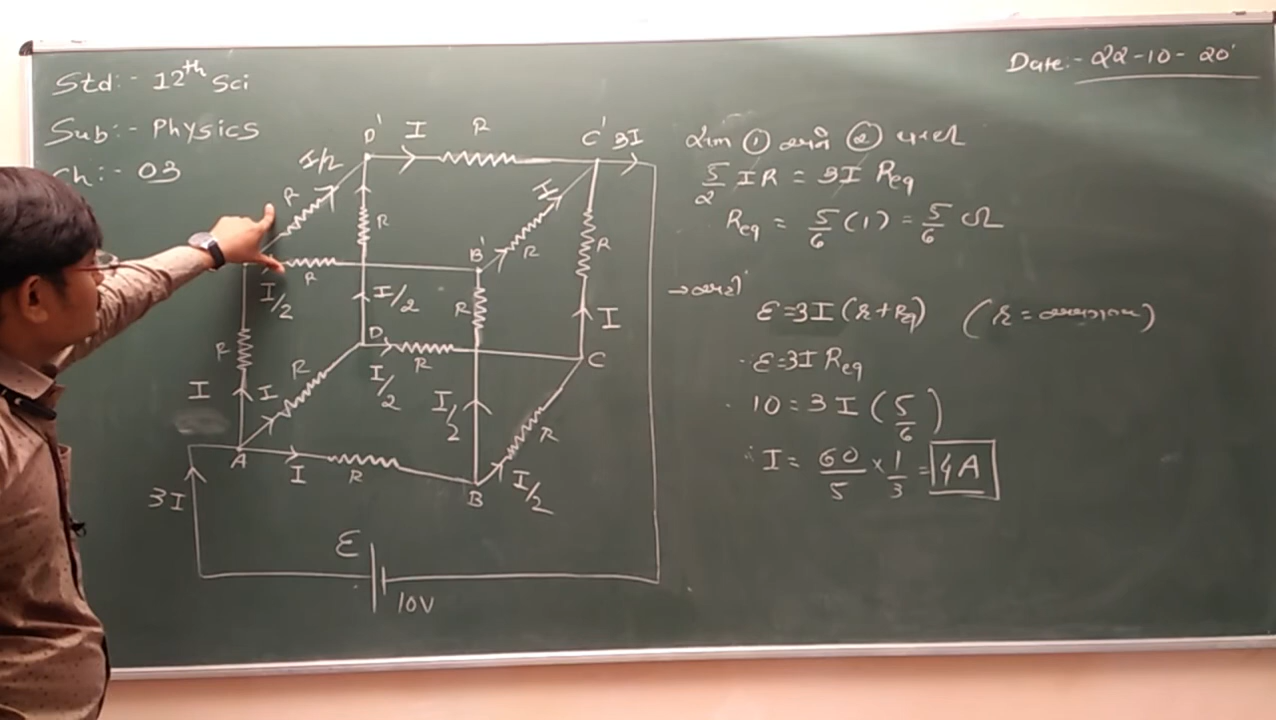 Std:- 12th Sci
Sub:- Physics
Ch:- 03
Date:- 22-10-20
D' I R C' 3I
I/2 R I R
R R R
B'
I/2 I/2 R I
R R D R C
I I I/2 I/2 R
A I R B I/2
3I
ε
10V
સમી ① અને ② પરથી
5/2 IR = 3I Req
Req = 5/6 (1) = 5/6 Ω
→
ε = 3I (r + Req) (r = અવગણ્ય)
∴ ε = 3I Req
∴ 10 = 3I (5/6)
∴ I = 60/5 × 1/3 = 4A